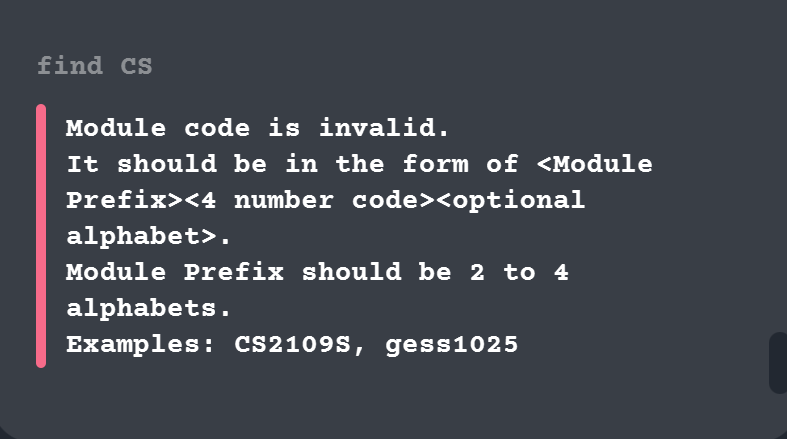 find CS
Module code is invalid.
It should be in the form of <Module
Prefix><4 number code><optional
alphabet>.
Module Prefix should be 2 to 4
alphabets.
Examples: CS2109S, gess1025